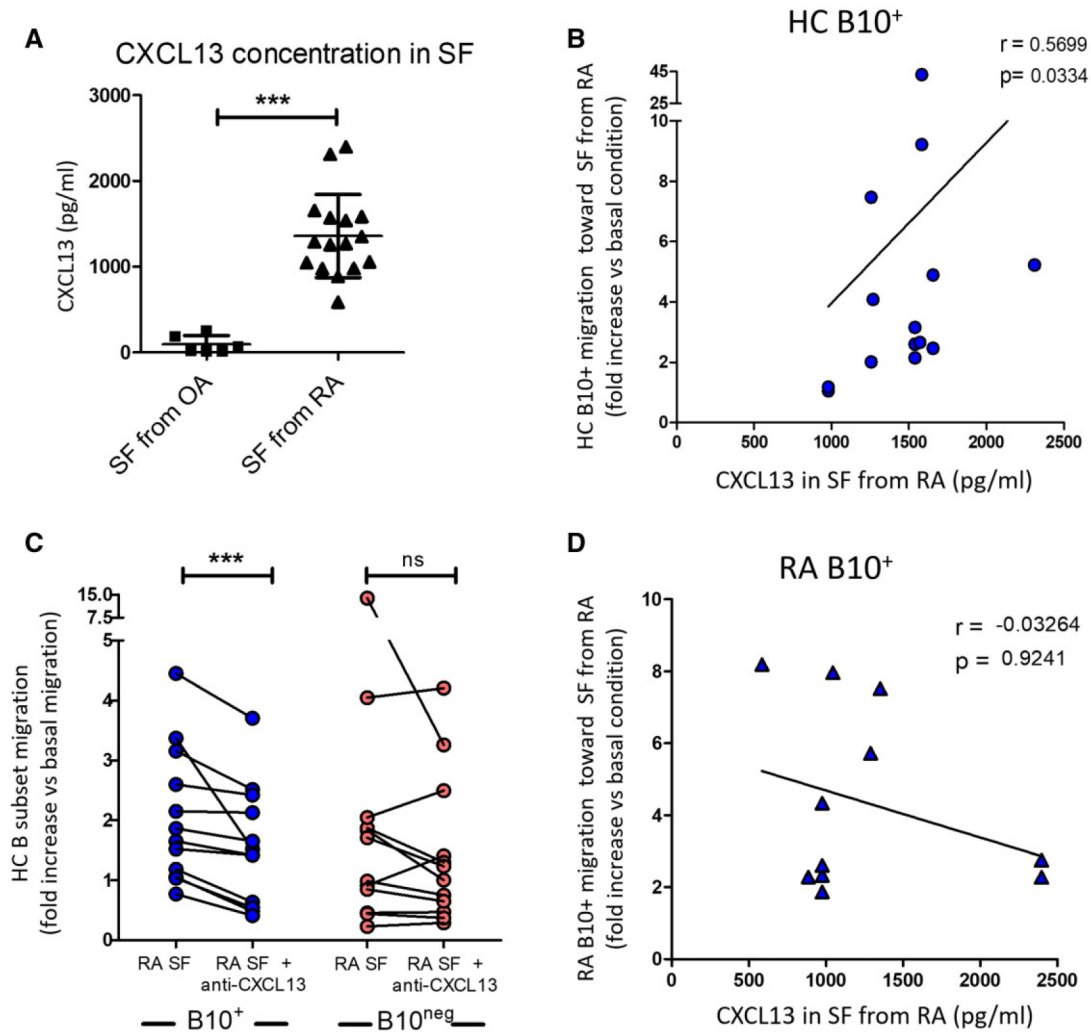 A
CXCL13 concentration in SF
***
3000
2000
1000
0
CXCL13 (pg/ml)
SF from OA
SF from RA
B
HC B10+
r = 0.5699
p= 0.0334
HC B10+ migration toward SF from RA
(fold increase vs basal condition)
45
25
10
8
6
4
2
0
0 500 1000 1500 2000 2500
CXCL13 in SF from RA (pg/ml)
C
*** ns
HC B subset migration
(fold increase vs basal migration)
15.0
7.5
5
4
3
2
1
0
RA SF RA SF + RA SF RA SF +
anti-CXCL13 anti-CXCL13
B10+ B10neg
D
RA B10+
r = -0.03264
p = 0.9241
RA B10+ migration toward SF from RA
(fold increase vs basal condition)
10
8
6
4
2
0
0 500 1000 1500 2000 2500
CXCL13 in SF from RA (pg/ml)